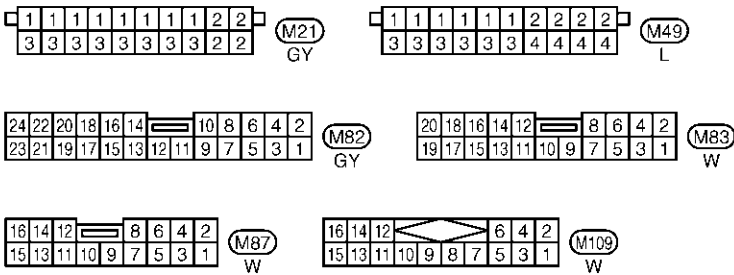 1 1 1 1 1 1 1 1 2 2
3 3 3 3 3 3 3 3 2 2
M21
GY
1 1 1 1 1 1 2 2 2 2
3 3 3 3 3 3 4 4 4 4
M49
L
24 22 20 18 16 14 10 8 6 4 2
23 21 19 17 15 13 12 11 9 7 5 3 1
M82
GY
20 18 16 14 12 8 6 4 2
19 17 15 13 11 10 9 7 5 3 1
M83
W
16 14 12 8 6 4 2
15 13 11 10 9 7 5 3 1
M87
W
16 14 12 6 4 2
15 13 11 10 9 8 7 5 3 1
M109
W